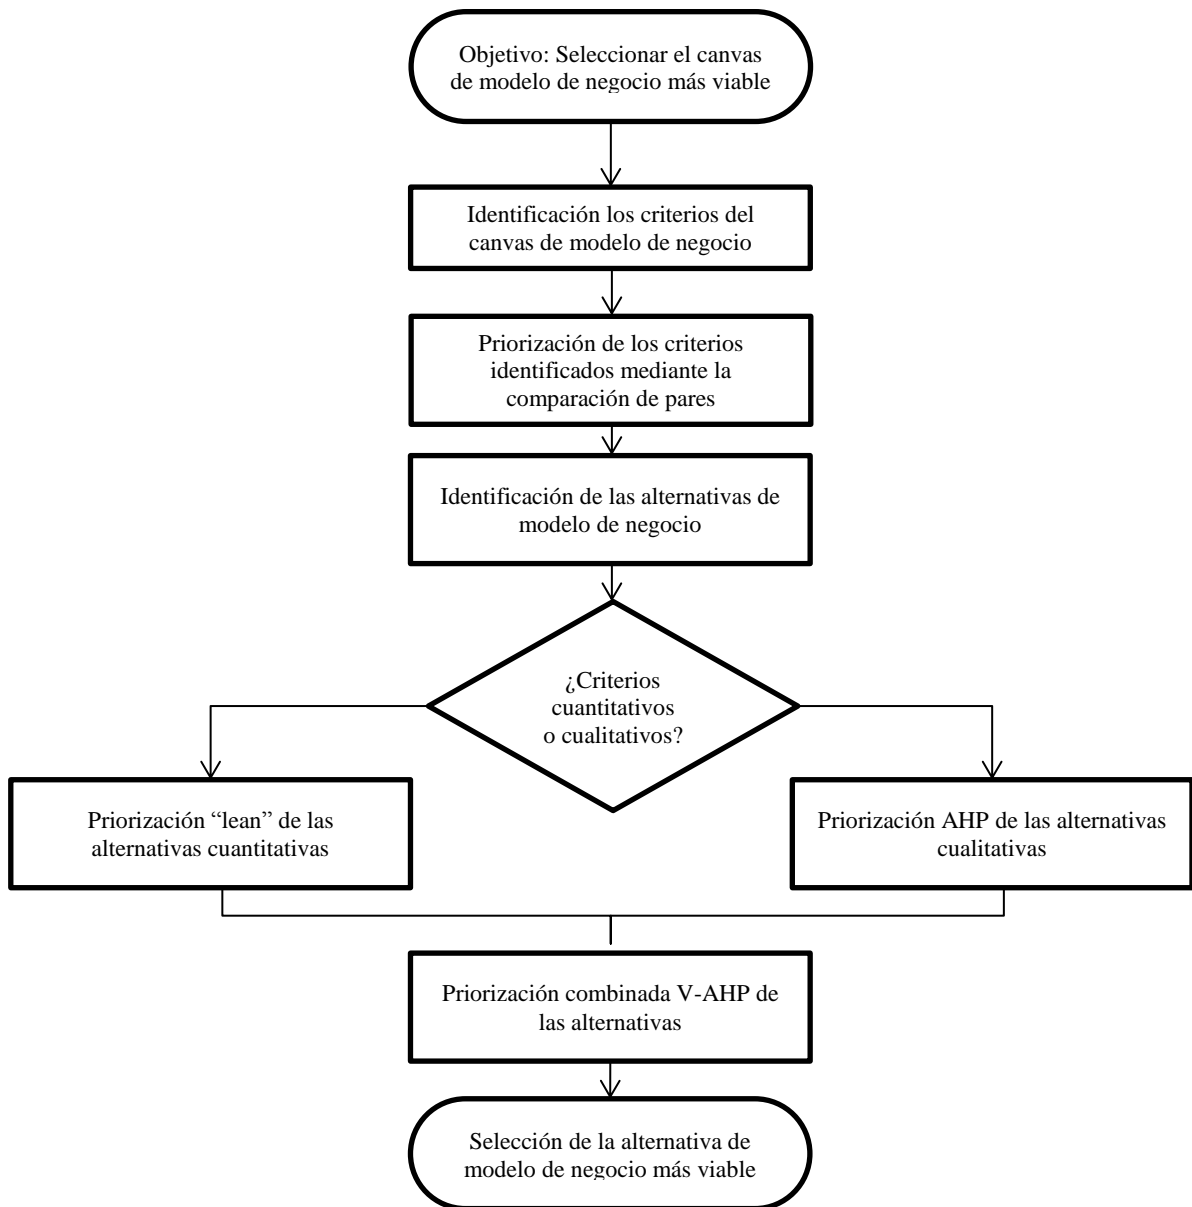 Objetivo: Seleccionar el canvas
de modelo de negocio más viable
Identificación los criterios del
canvas de modelo de negocio
Priorización de los criterios
identificados mediante la
comparación de pares
Identificación de las alternativas de
modelo de negocio
¿Criterios
cuantitativos
o cualitativos?
Priorización “lean” de las
alternativas cuantitativas
Priorización AHP de las alternativas
cualitativas
Priorización combinada V-AHP de
las alternativas
Selección de la alternativa de
modelo de negocio más viable